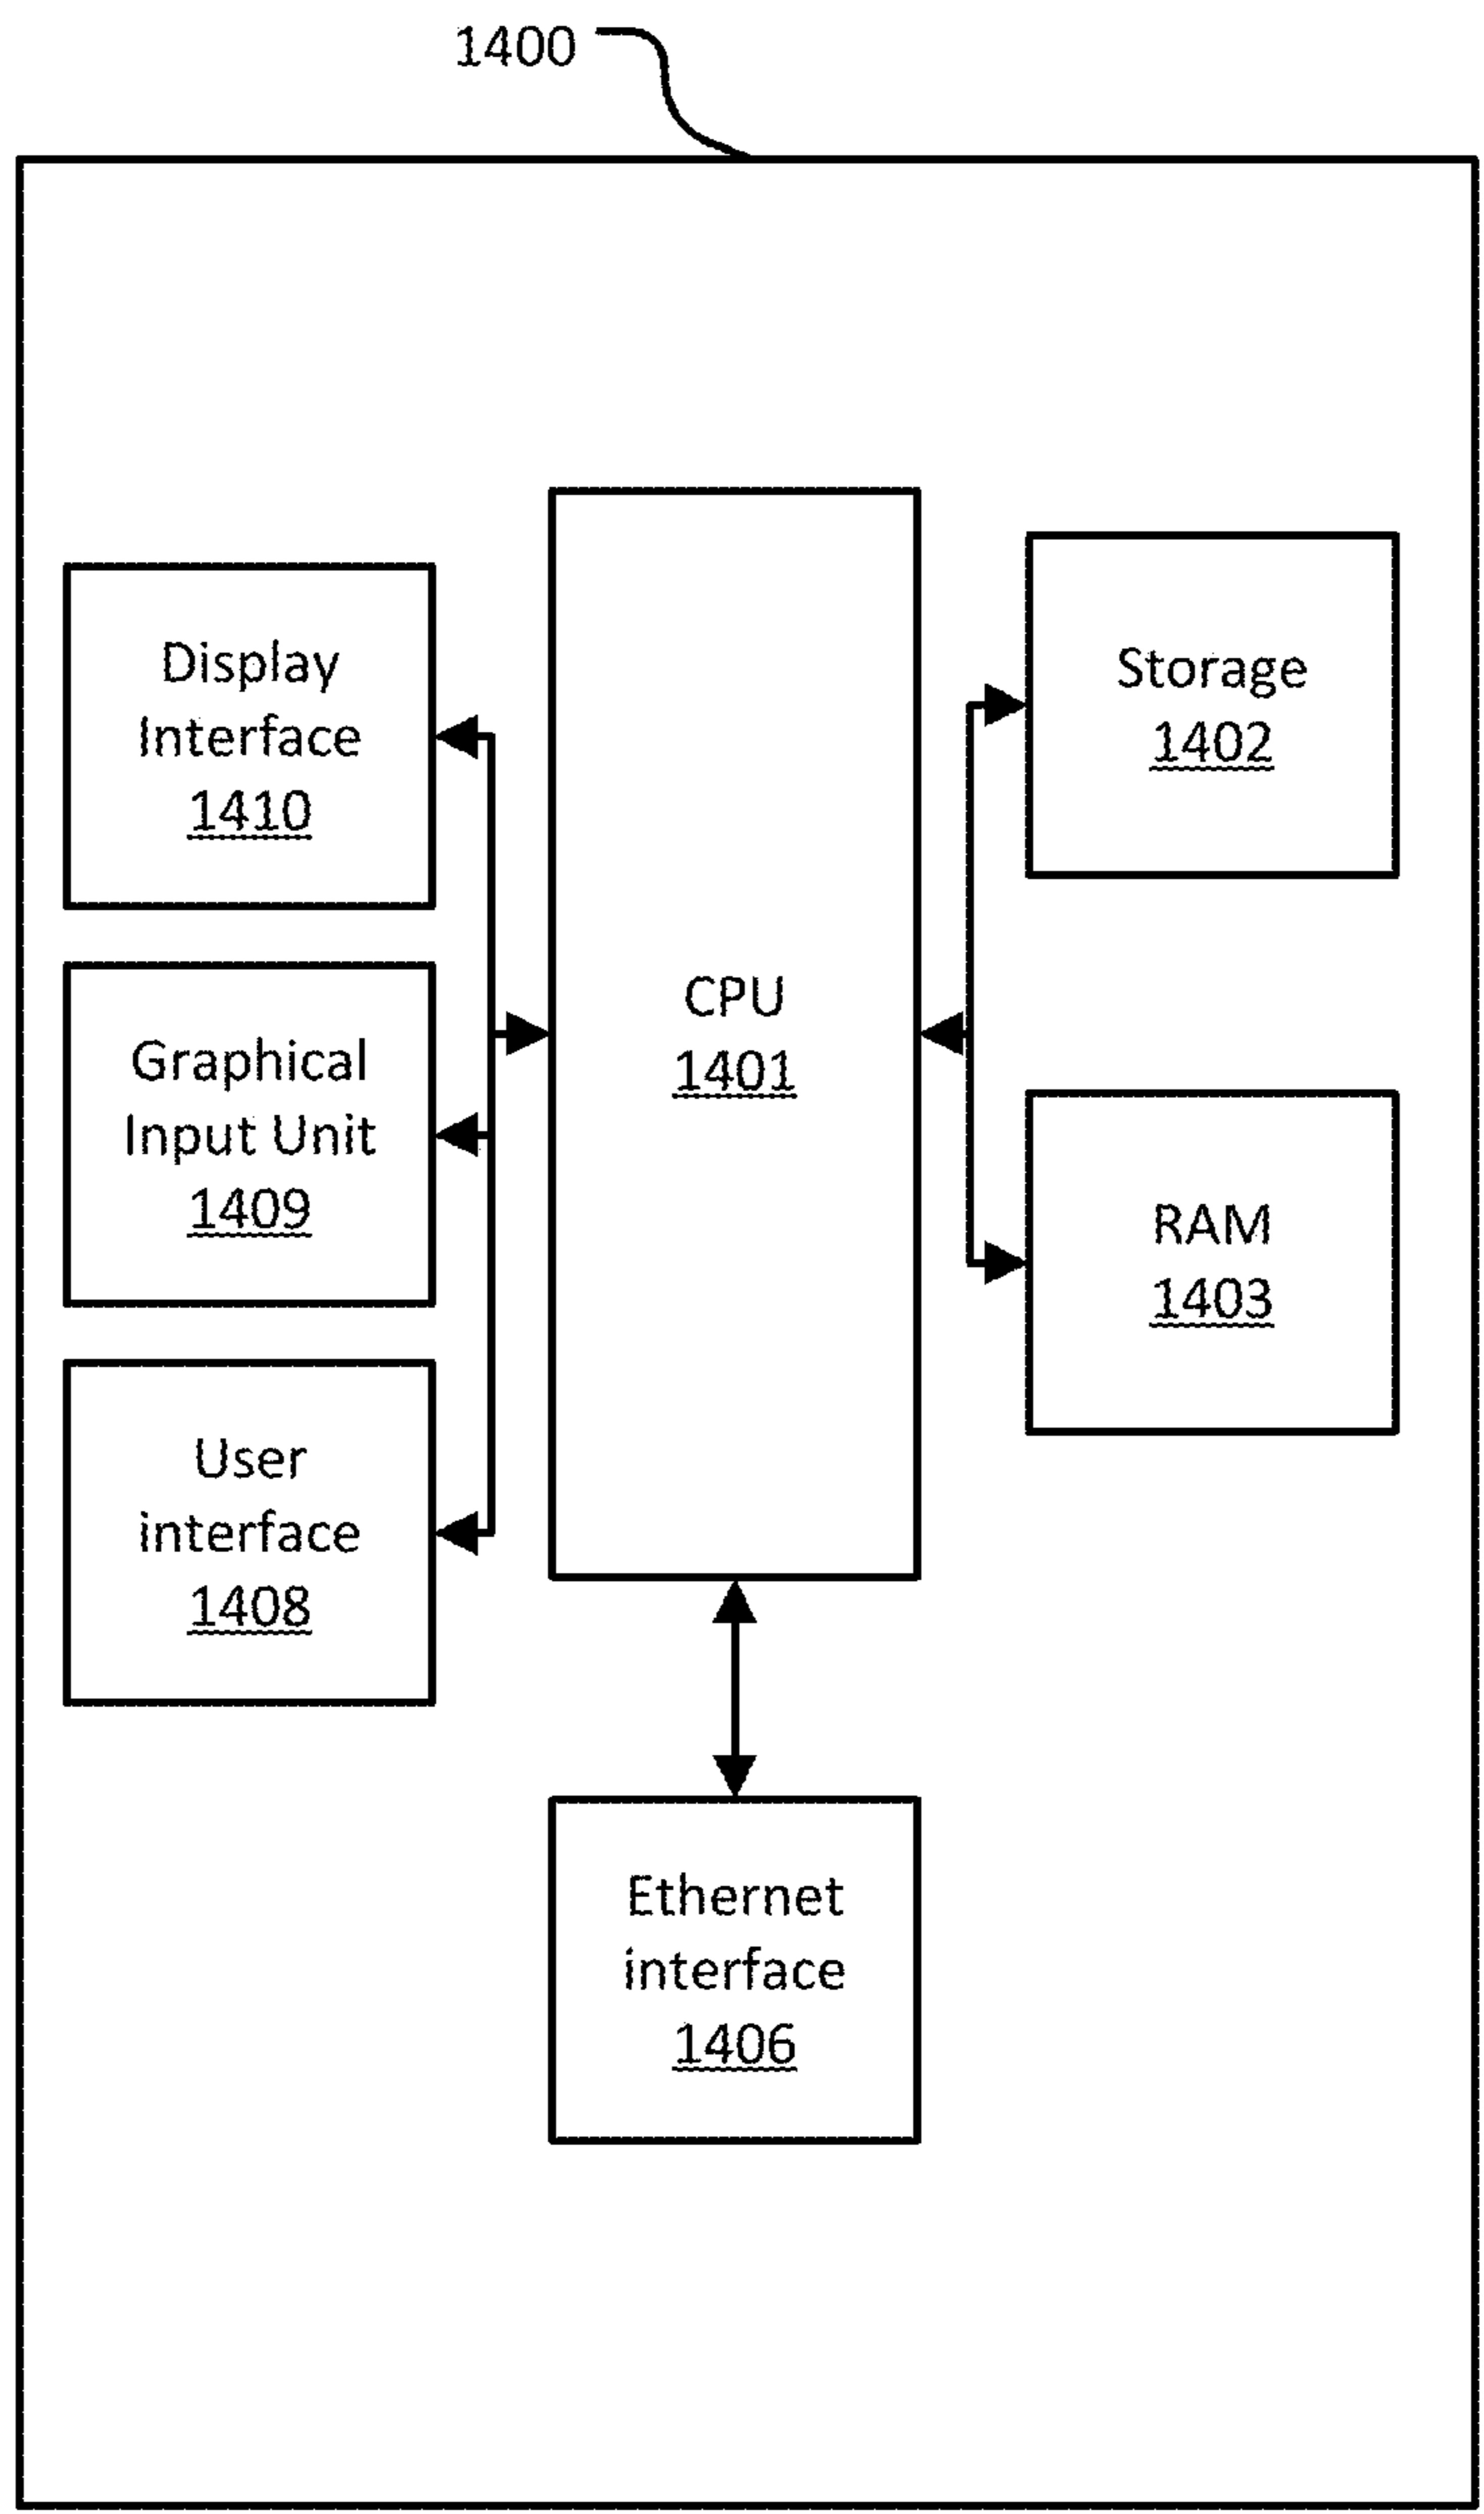 1400
Display
Interface
1410
Graphical
Input Unit
1409
User
interface
1408
CPU
1401
Storage
1402
RAM
1403
Ethernet
interface
1406